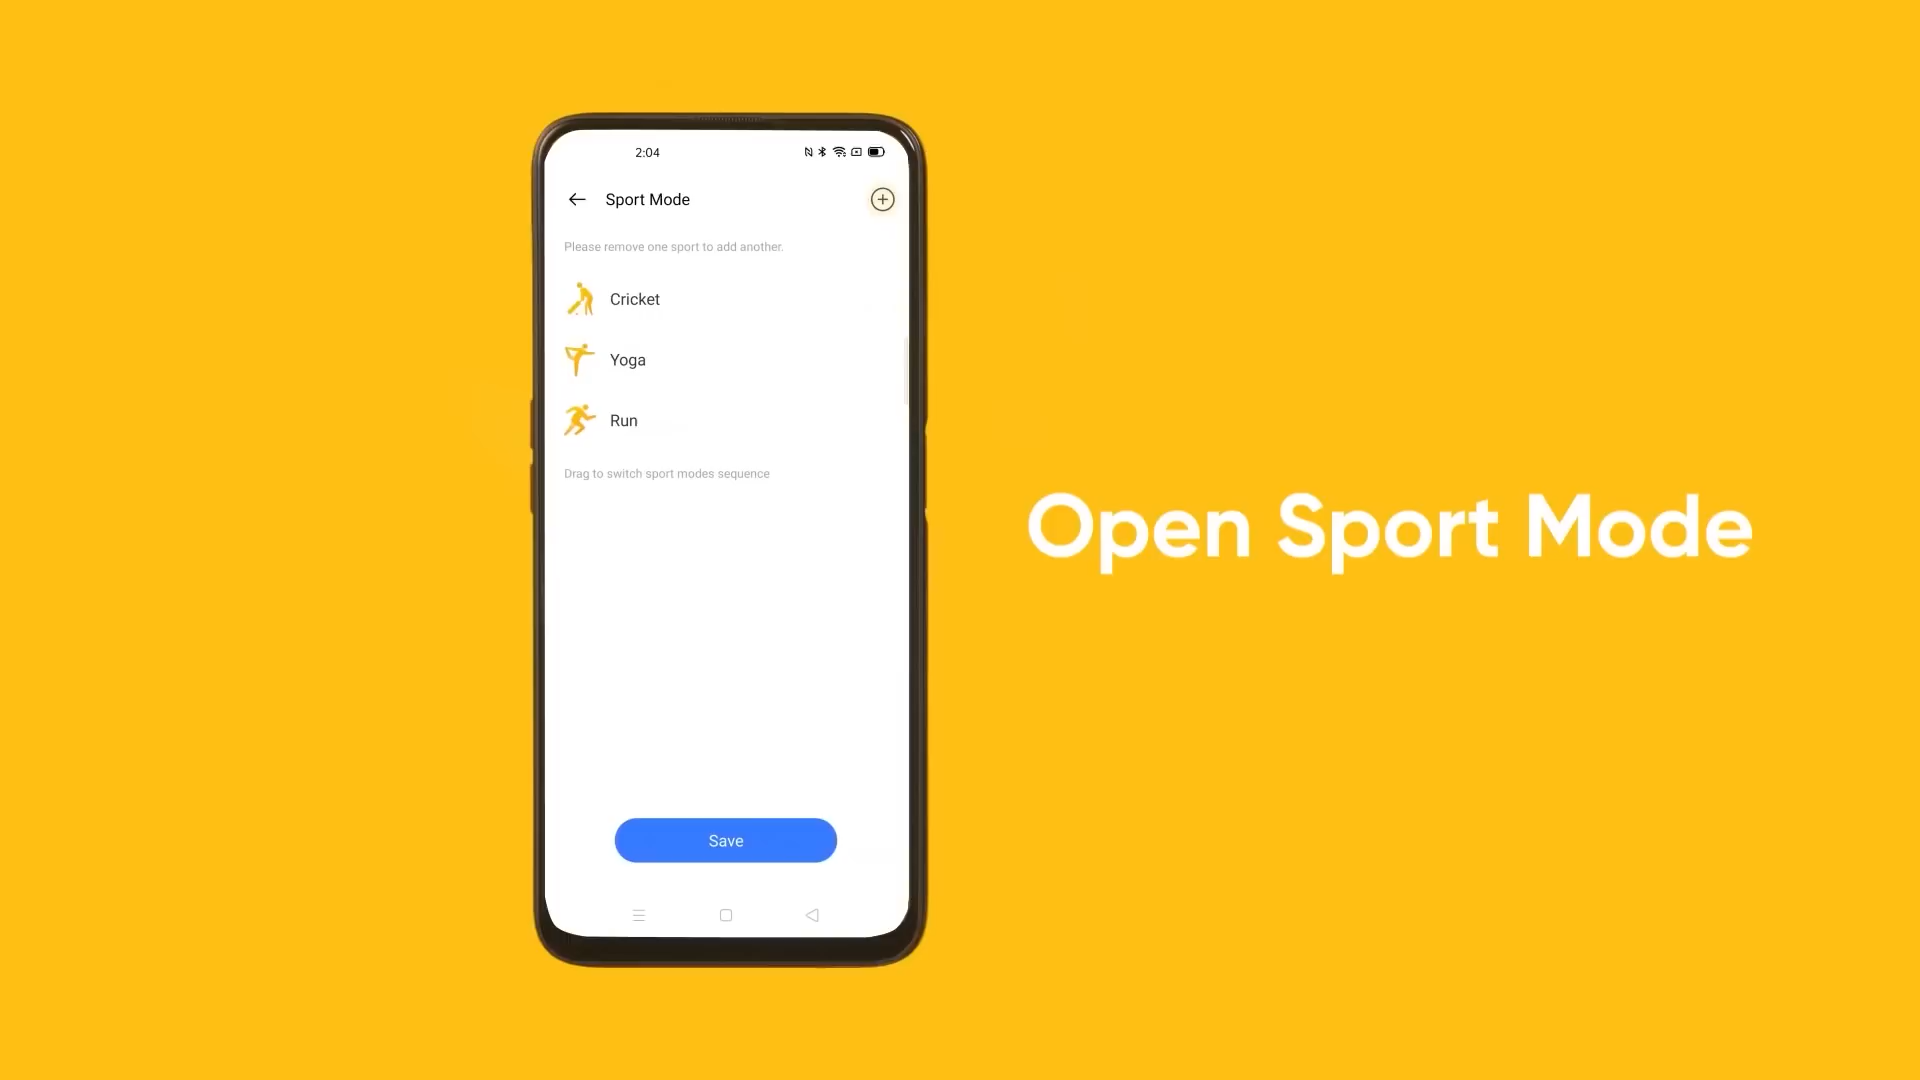 2:04
Sport Mode
Please remove one sport to add another.
Cricket
Yoga
Run
Drag to switch sport modes sequence
Save
Open Sport Mode